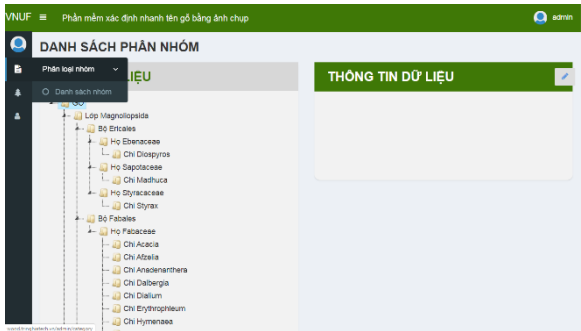 VNUF
Phần mềm xác định nhanh tên gỗ bằng ảnh chụp
admin
DANH SÁCH PHÂN NHÓM
Phân loại nhóm
Danh sách nhóm
LIỆU
THÔNG TIN DỮ LIỆU
Lớp Magnoliopsida
Bộ Ericales
Họ Ebenaceae
Chi Diospyros
Họ Sapotaceae
Chi Madhuca
Họ Styracaceae
Chi Styrax
Bộ Fabales
Họ Fabaceae
Chi Acacia
Chi Afzelia
Chi Anadenanthera
Chi Dalbergia
Chi Dialium
Chi Erythrophleum
Chi Hymenaea